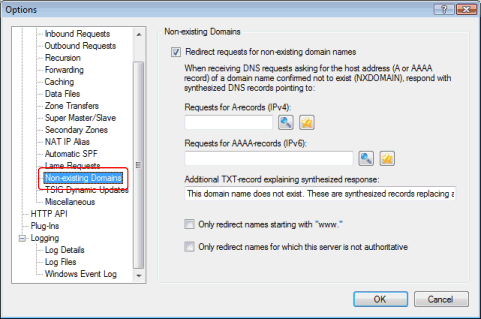 Options
Inbound Requests
Outbound Requests
Recursion
Forwarding
Caching
Data Files
Zone Transfers
Super Master/Slave
Secondary Zones
NAT IP Alias
Automatic SPF
Lame Requests
Non-existing Domains
TSIG Dynamic Updates
Miscellaneous
HTTP API
Plug-Ins
Logging
Log Details
Log Files
Windows Event Log
Non-existing Domains
Redirect requests for non-existing domain names
When receiving DNS requests asking for the host address (A or AAAA
record) of a domain name confirmed not to exist (NXDOMAIN), respond with
synthesized DNS records pointing to:
Requests for A-records (IPv4):
Requests for AAAA-records (IPv6):
Additional TXT-record explaining synthesized response:
This domain name does not exist. These are synthesized records replacing a
Only redirect names starting with "www."
Only redirect names for which this server is not authoritative
OK
Cancel